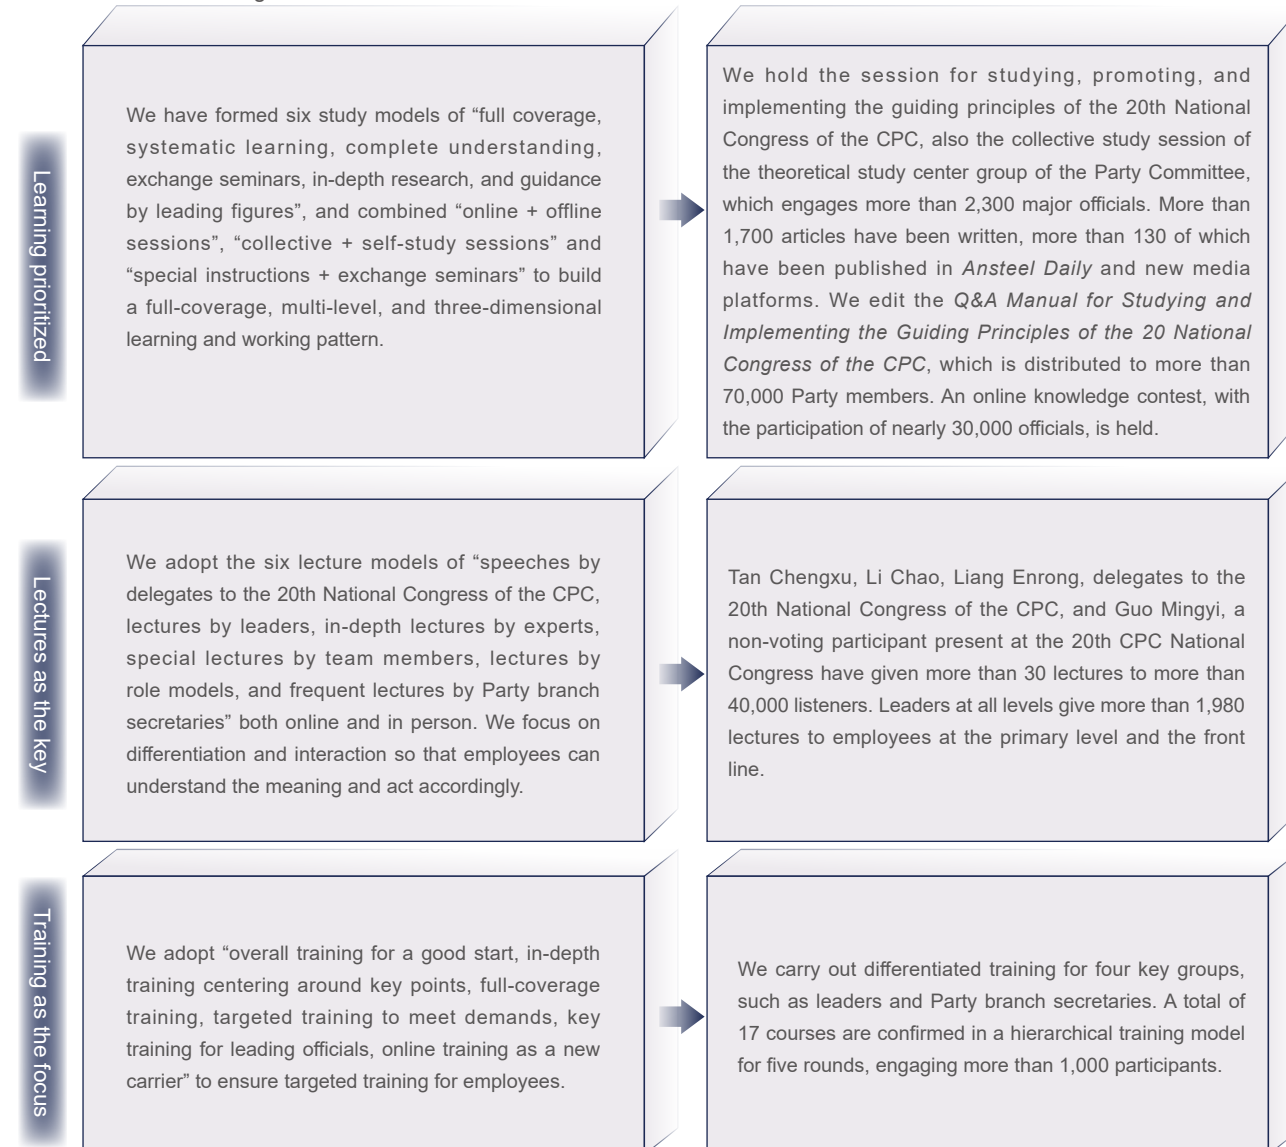 Learning prioritized
We have formed six study models of “full coverage,
systematic learning, complete understanding,
exchange seminars, in-depth research, and guidance
by leading figures”, and combined “online + offline
sessions”, “collective + self-study sessions” and
“special instructions + exchange seminars” to build
a full-coverage, multi-level, and three-dimensional
learning and working pattern.
We hold the session for studying, promoting, and
implementing the guiding principles of the 20th National
Congress of the CPC, also the collective study session of
the theoretical study center group of the Party Committee,
which engages more than 2,300 major officials. More than
1,700 articles have been written, more than 130 of which
have been published in Ansteel Daily and new media
platforms. We edit the Q&A Manual for Studying and
Implementing the Guiding Principles of the 20 National
Congress of the CPC, which is distributed to more than
70,000 Party members. An online knowledge contest, with
the participation of nearly 30,000 officials, is held.
Lectures as the key
We adopt the six lecture models of “speeches by
delegates to the 20th National Congress of the CPC,
lectures by leaders, in-depth lectures by experts,
special lectures by team members, lectures by
role models, and frequent lectures by Party branch
secretaries” both online and in person. We focus on
differentiation and interaction so that employees can
understand the meaning and act accordingly.
Tan Chengxu, Li Chao, Liang Enrong, delegates to the
20th National Congress of the CPC, and Guo Mingyi, a
non-voting participant present at the 20th CPC National
Congress have given more than 30 lectures to more than
40,000 listeners. Leaders at all levels give more than 1,980
lectures to employees at the primary level and the front
line.
Training as the focus
We adopt “overall training for a good start, in-depth
training centering around key points, full-coverage
training, targeted training to meet demands, key
training for leading officials, online training as a new
carrier” to ensure targeted training for employees.
We carry out differentiated training for four key groups,
such as leaders and Party branch secretaries. A total of
17 courses are confirmed in a hierarchical training model
for five rounds, engaging more than 1,000 participants.